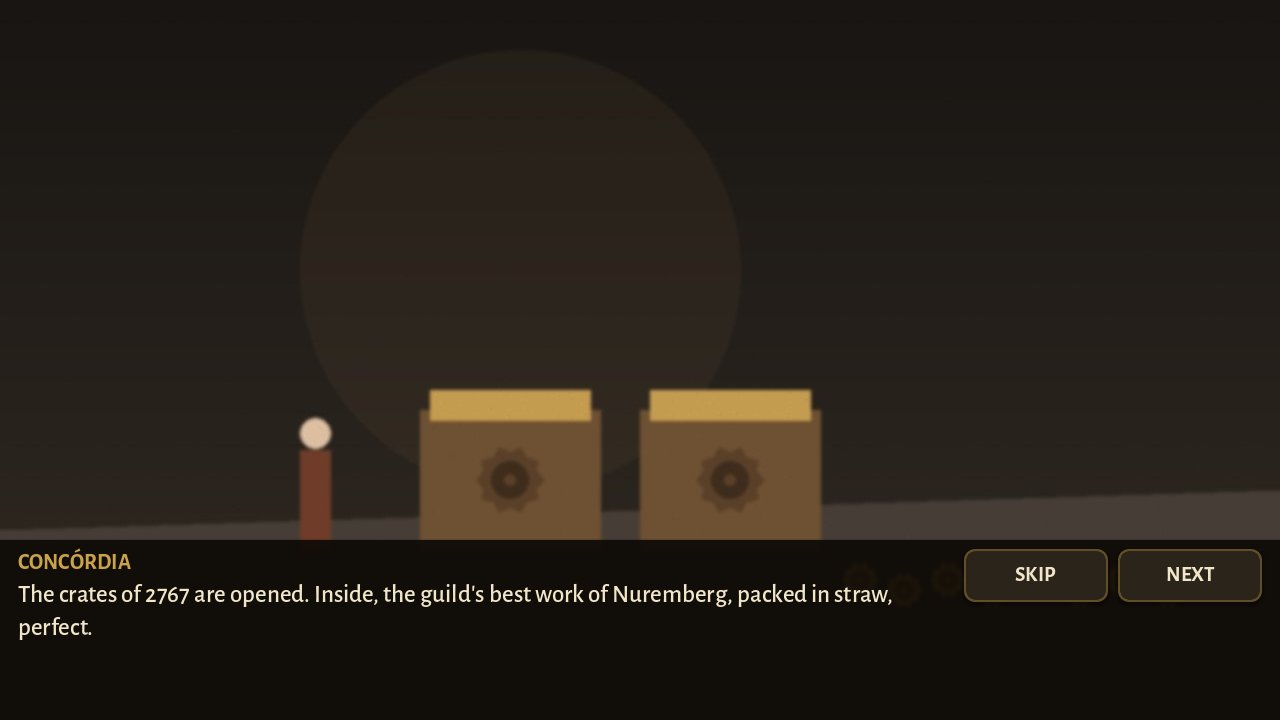 CONCÓRDIA
The crates of 2767 are opened. Inside, the guild's best work of Nuremberg, packed in straw,
perfect.
SKIP
NEXT